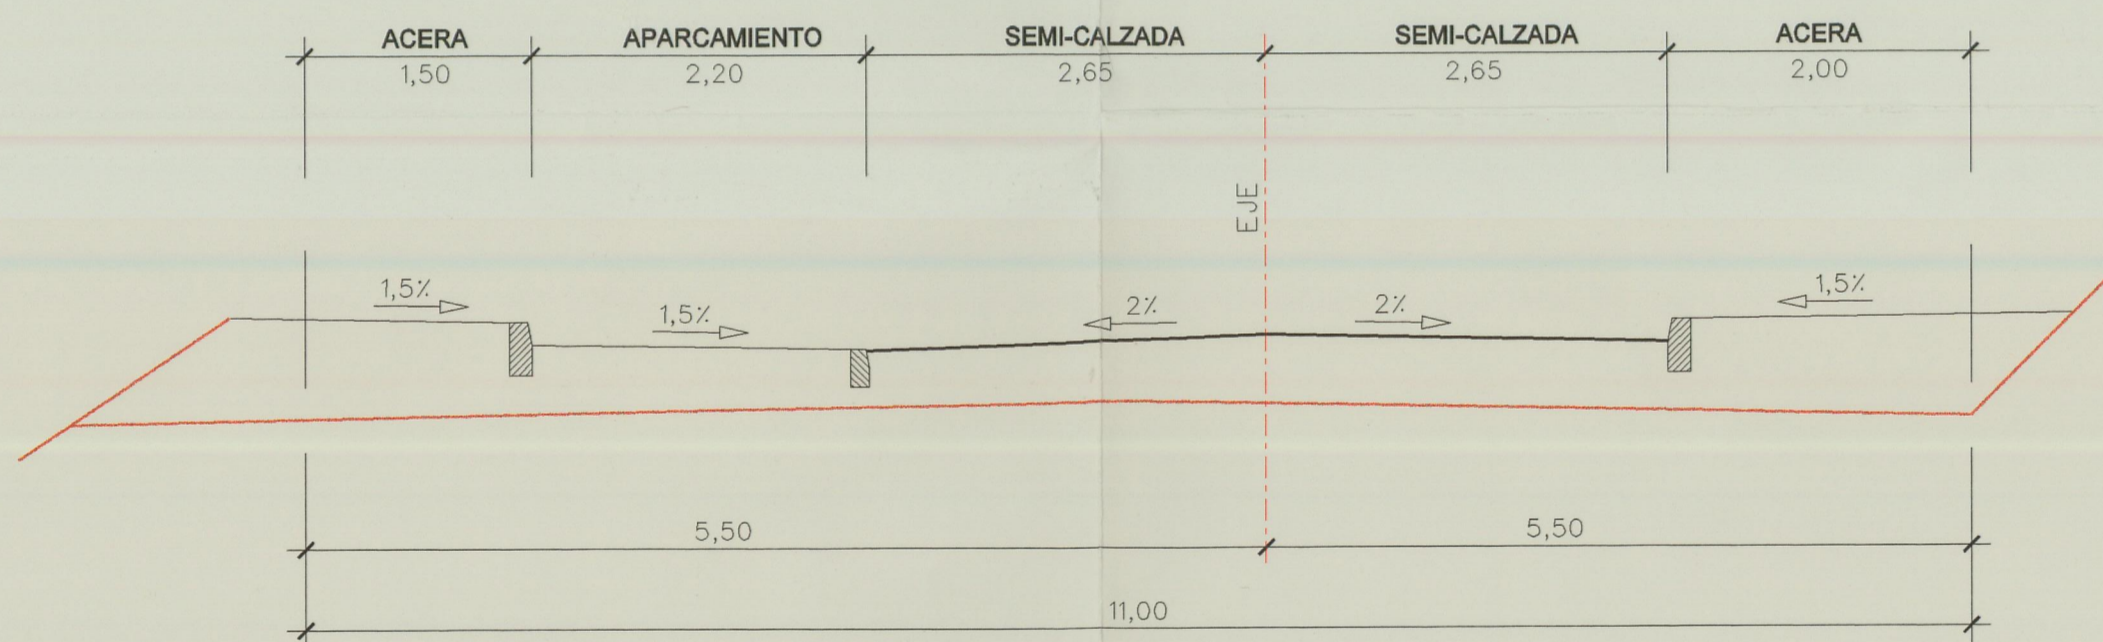 ACERA APARCAMIENTO SEMI-CALZADA SEMI-CALZADA ACERA
1,50 2,20 2,65 2,65 2,00
EJE
1,5% 1,5% 2% 2% 1,5%
5,50 5,50
11,00